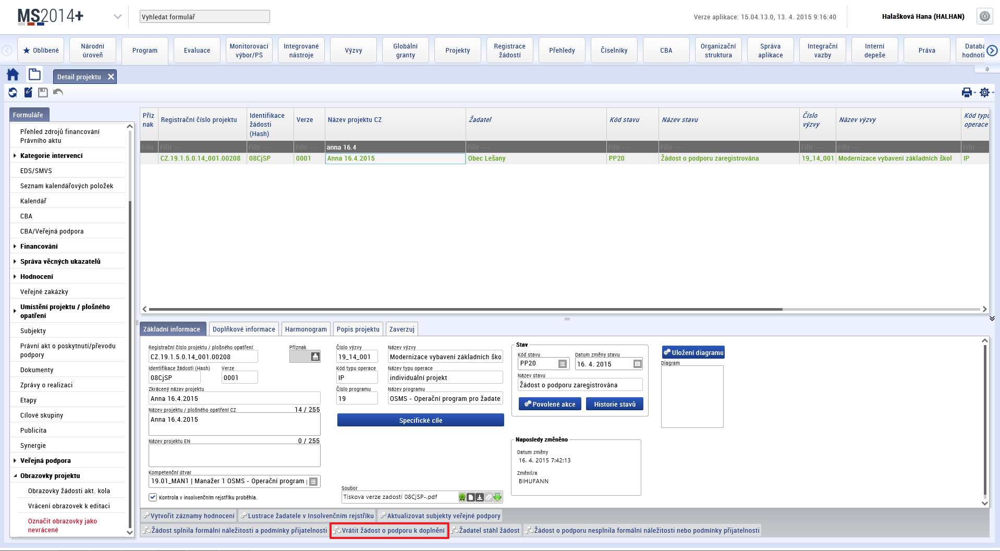 MS2014+
Vyhledat formulář
Verze aplikace: 15.04.13.0, 13. 4. 2015 9:16:40
Halašková Hana (HALHAN)
Oblíbené
Národní
úroveň
Program
Evaluace
Monitorovací
výbor/PS
Integrované
nástroje
Výzvy
Globální
granty
Projekty
Registrace
žádostí
Přehledy
Číselníky
CBA
Organizační
struktura
Správa
aplikace
Integrační
vazby
Interní
depeše
Práva
Databá
hodnoti
Detail projektu
Formuláře
Přehled zdrojů financování
Právního aktu
Kategorie intervencí
EDS/SMVS
Seznam kalendářových položek
Kalendář
CBA
CBA/Veřejná podpora
Financování
Správa věcných ukazatelů
Hodnocení
Veřejné zakázky
Umístění projektu / plošného
opatření
Subjekty
Právní akt o poskytnutí/převodu
podpory
Dokumenty
Zprávy o realizaci
Etapy
Cílové skupiny
Publicita
Synergie
Veřejná podpora
Obrazovky projektu
Obrazovky žádosti akt. kola
Vrácení obrazovek k editaci
Označit obrazovky jako
nevrácené
Příz
nak
Registrační číslo projektu
Identifikace
žádosti
(Hash)
Verze
Název projektu CZ
Žadatel
Kód stavu
Název stavu
Číslo
výzvy
Název výzvy
Kód typu
operace
Filtr Filtr --- Filtr --- Filtr --- anna 16.4 Filtr --- Filtr --- Filtr --- Filtr --- Filtr --- Filtr ---
CZ.19.1.5.0.14_001.00208 08CjSP 0001 Anna 16.4.2015 Obec Lešany PP20 Žádost o podporu zaregistrována 19_14_001 Modernizace vybavení základních škol IP
Základní informace
Doplňkové informace
Harmonogram
Popis projektu
Zaverzuj
Registrační číslo projektu / plošného opatření
CZ.19.1.5.0.14_001.00208
Příznak
Identifikace žádosti (Hash)
08CjSP
Verze
0001
Zkrácený název projektu
Anna 16.4.2015
Název projektu / plošného opatření CZ
14 / 255
Anna 16.4.2015
Název projektu EN
0 / 255
Kompetenční útvar
19.01_MAN1 | Manažer 1 OSMS - Operační program
Kontrola v insolvenčním rejstříku proběhla.
Číslo výzvy
19_14_001
Název výzvy
Modernizace vybavení základních ško
Kód typu operace
IP
Název typu operace
individuální projekt
Číslo programu
19
Název programu
OSMS - Operační program pro žadate
Specifické cíle
Soubor
Tiskova verze zadosti 08CjSP-.pdf
Stav
Kód stavu
PP20
Datum změny stavu
16. 4. 2015
Název stavu
Žádost o podporu zaregistrována
Povolené akce
Historie stavů
Naposledy změněno
Datum změny
16. 4. 2015 7:42:13
Změnil/a
BIHUFANN
Uložení diagramu
Diagram
Vytvořit záznamy hodnocení
Lustrace žadatele v Insolvenčním rejstříku
Aktualizovat subjekty veřejné podpory
Žádost splnila formální náležitosti a podmínky přijatelnosti
Vrátit žádost o podporu k doplnění
Žadatel stáhl žádost
Žádost o podporu nesplnila formální náležitosti nebo podmínky přijatelnosti